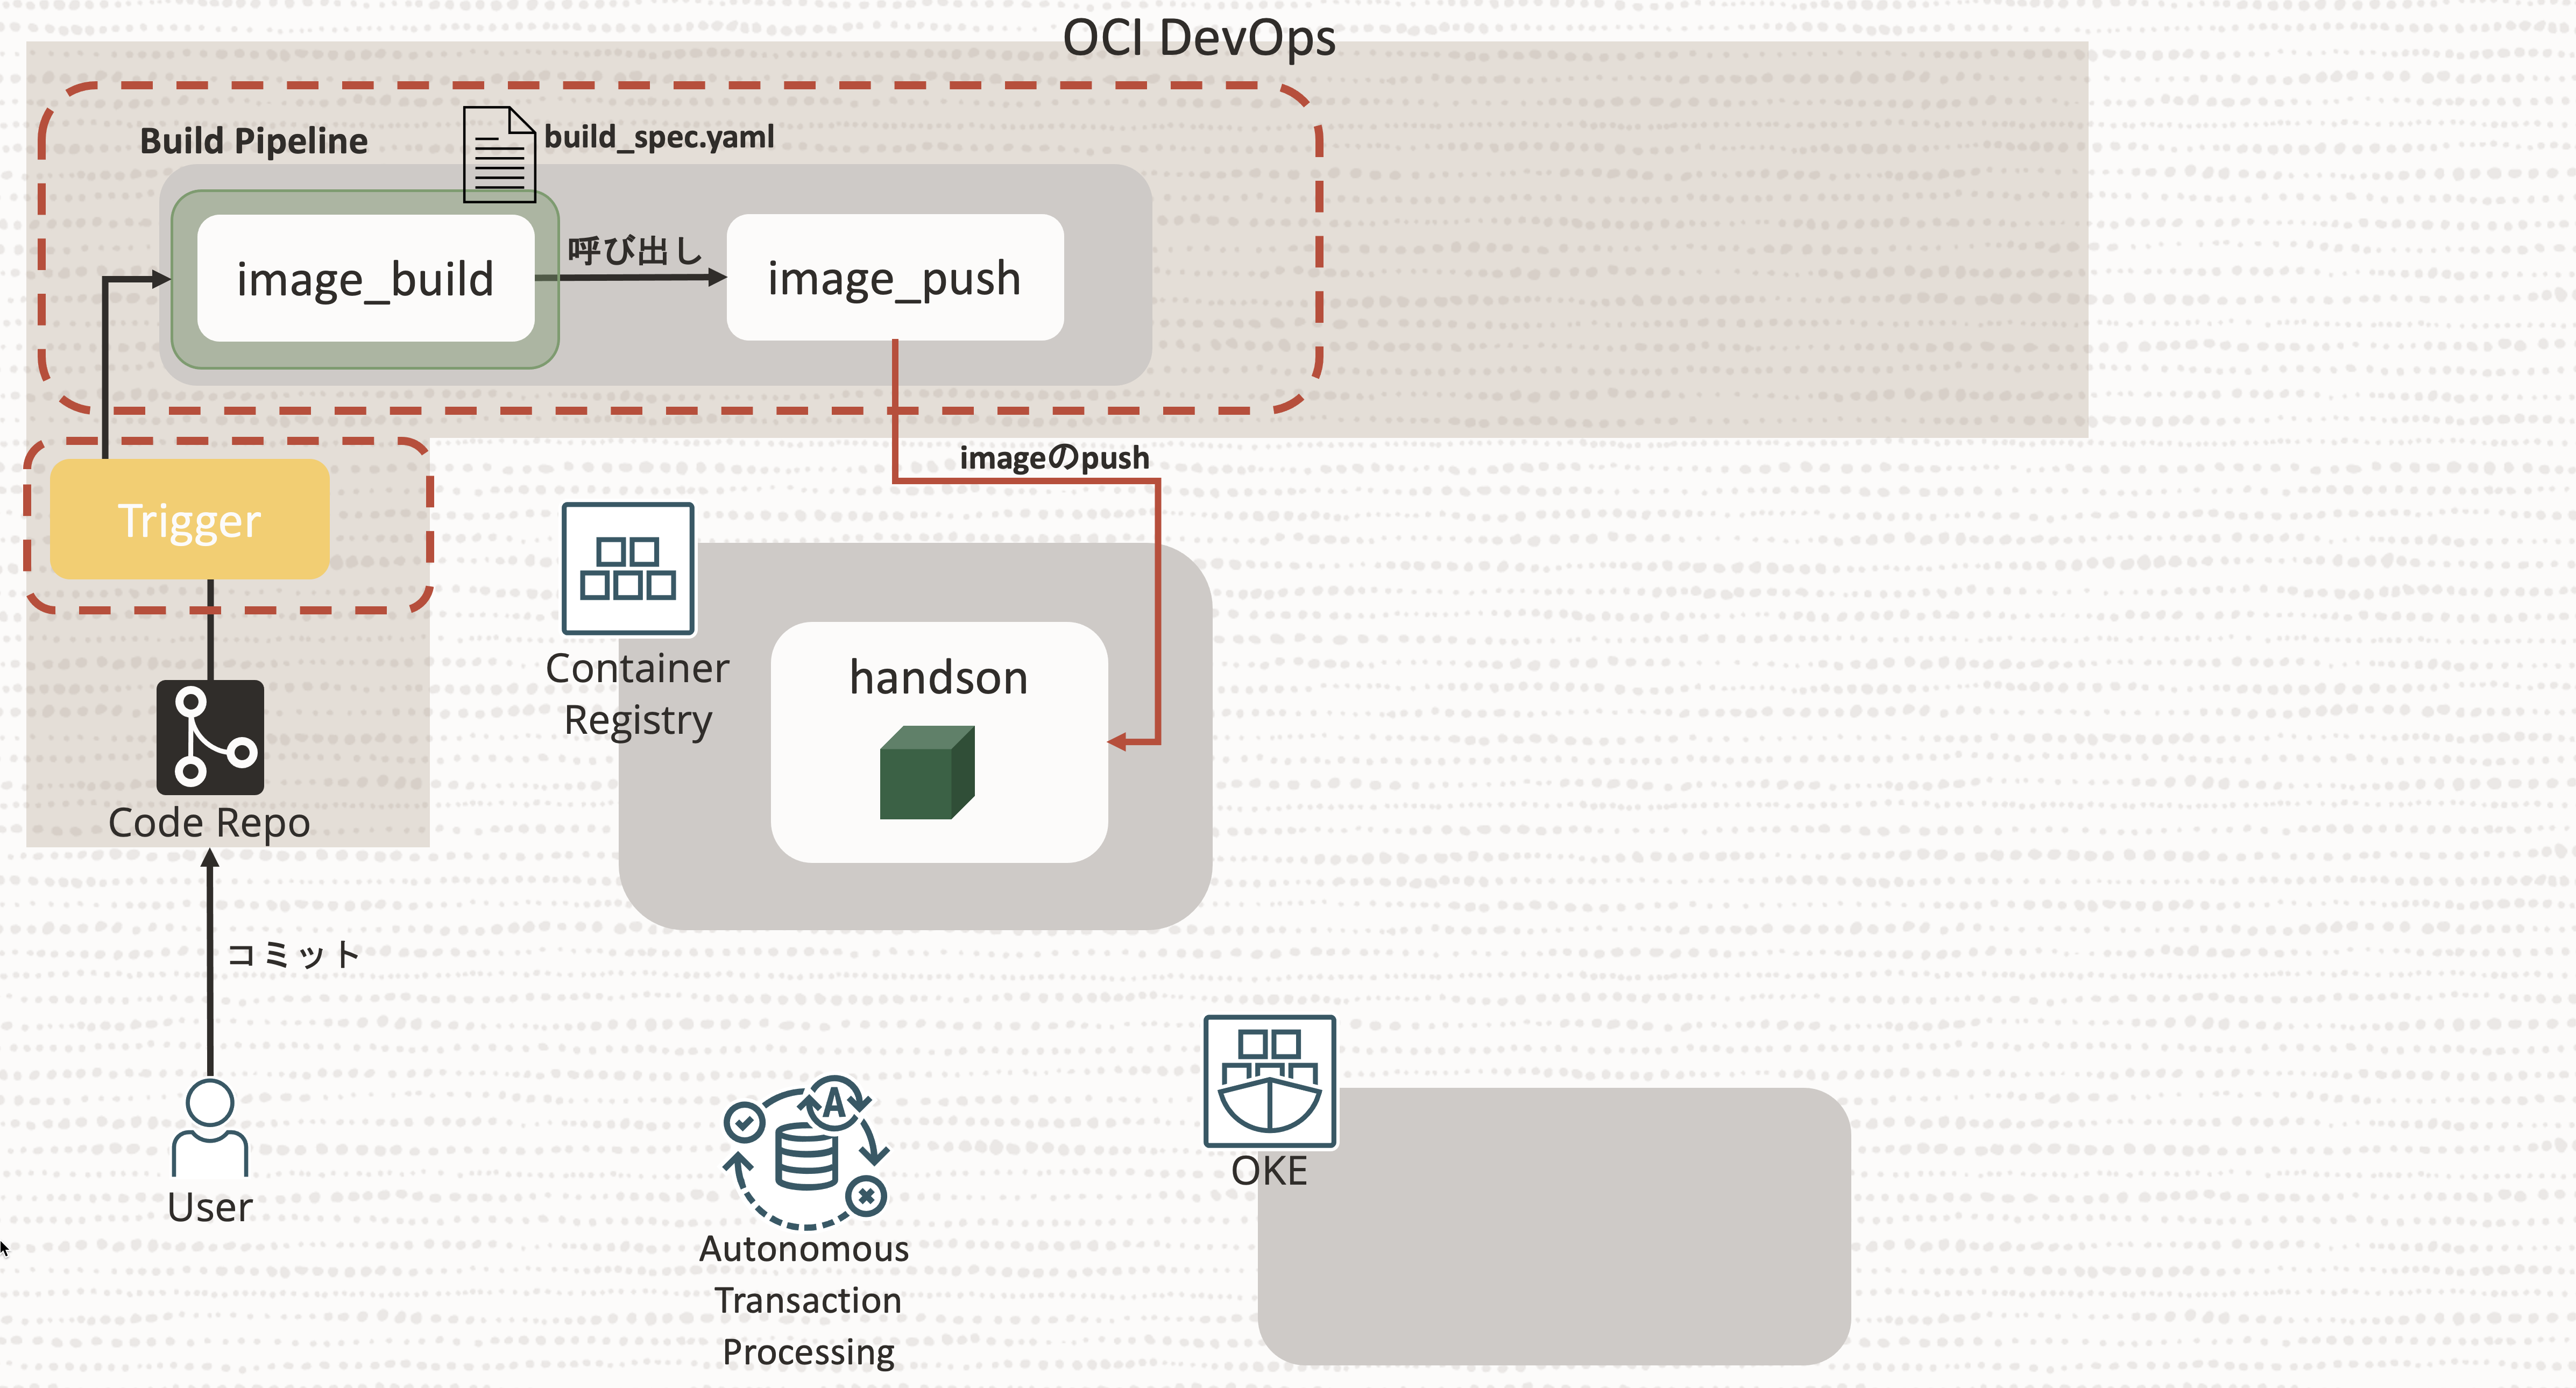 OCI DevOps
Build Pipeline
build_spec.yaml
image_build
呼び出し
image_push
imageのpush
Trigger
Container
Registry
handson
Code Repo
コミット
User
OKE
A
Autonomous
Transaction
Processing